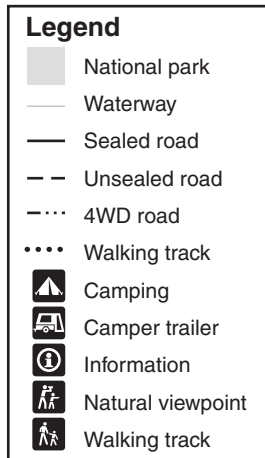 Legend
National park
Waterway
Sealed road
Unsealed road
4WD road
Walking track
Camping
Camper trailer
Information
Natural viewpoint
Walking track